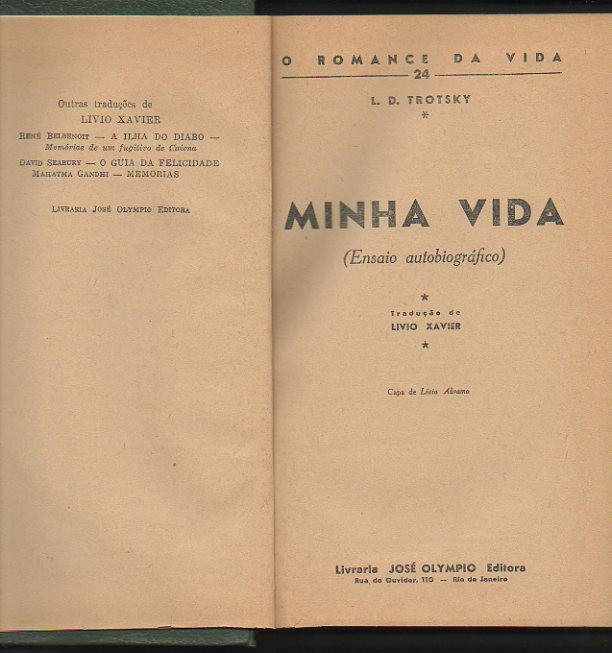 Outras traduções de
LIVIO XAVIER
RENÉ BELBENOIT — A ILHA DO DIABO —
Memórias de um fugitivo de Caiena
DAVID SEABURY — O GUIA DA FELICIDADE
MAHATMA GANDHI — MEMORIAS
LIVRARIA JOSÉ OLYMPIO EDITORA
O ROMANCE DA VIDA
24
L. D. TROTSKY
*
MINHA VIDA
(Ensaio autobiográfico)
*
Tradução de
LIVIO XAVIER
*
Capa de Livio Abramo
Livraria JOSÉ OLYMPIO Editora
Rua do Ouvidor, 110 — Rio de Janeiro